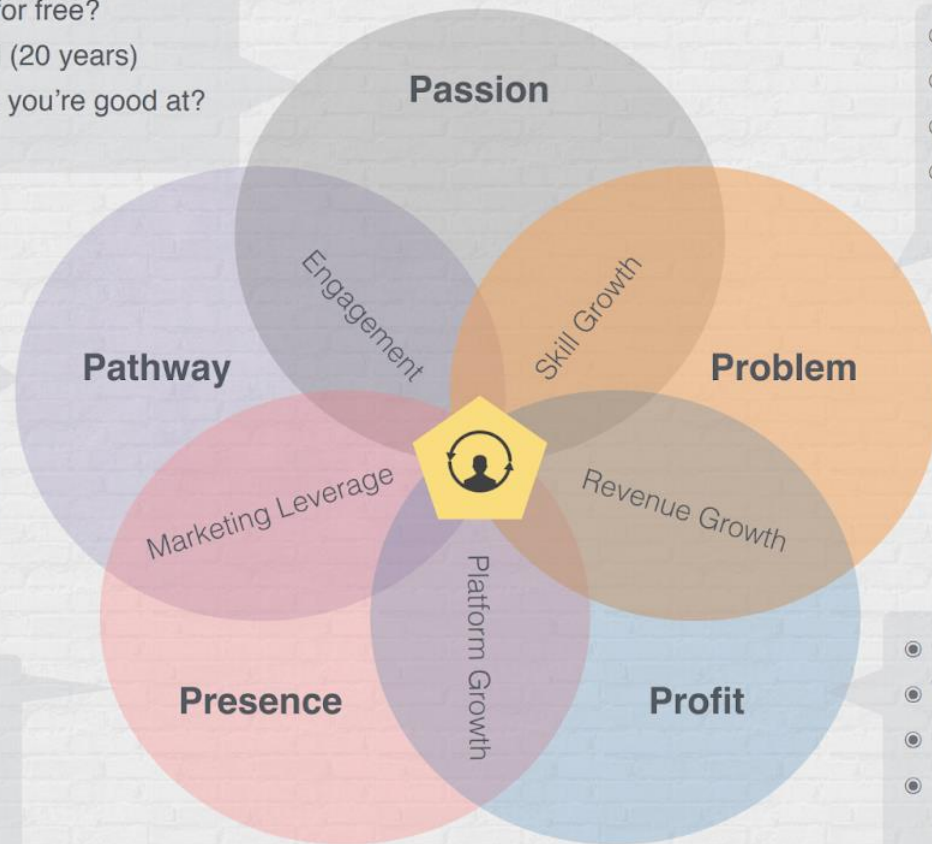 for free?
(20 years)
you're good at?
Passion
Engagement
Skill Growth
Pathway
Problem
Marketing Leverage
Revenue Growth
Platform Growth
Presence
Profit